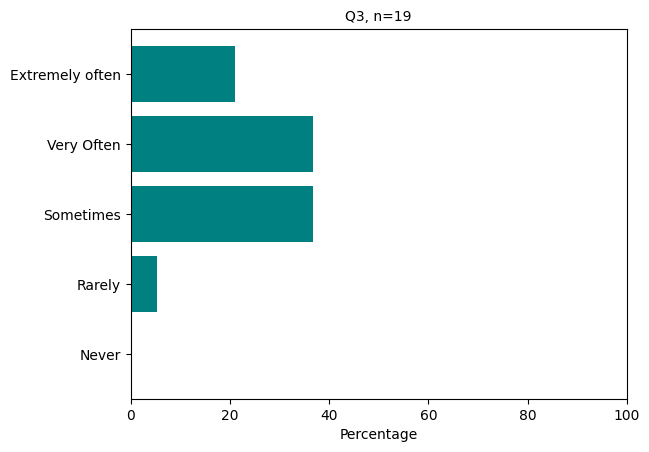 Q3, n=19
Extremely often
Very Often
Sometimes
Rarely
Never
0 20 40 60 80 100
Percentage